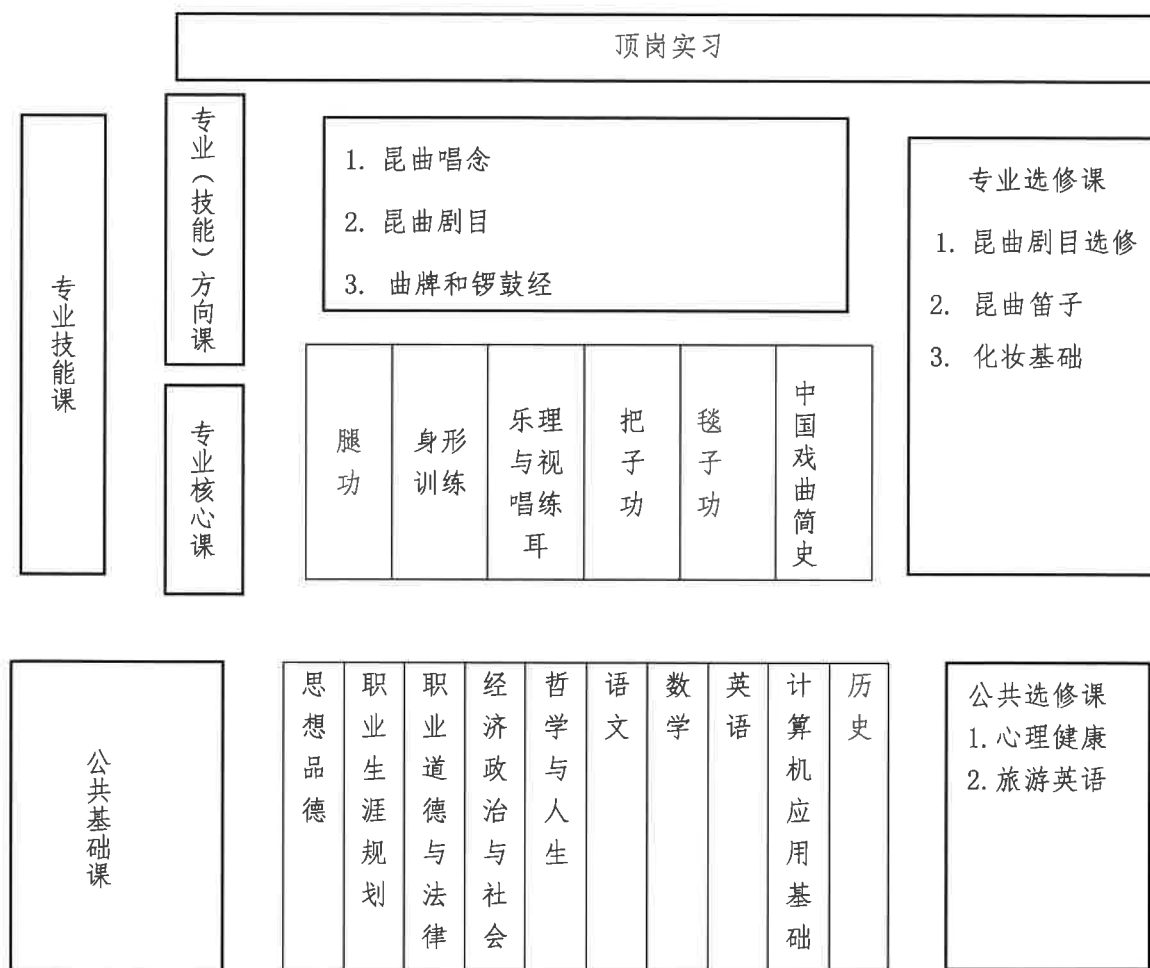 顶岗实习
专业技能课
专业（技能）方向课
1. 昆曲唱念
2. 昆曲剧目
3. 曲牌和锣鼓经
专业选修课
1. 昆曲剧目选修
2. 昆曲笛子
3. 化妆基础
专业核心课
腿功
身形
训练
乐理
与视
唱练
耳
把子功
毯子功
中国戏曲简史
公共基础课
思想品德
职业生涯规划
职业道德与法律
经济政治与社会
哲学与人生
语文
数学
英语
计算机应用基础
历史
公共选修课
1.心理健康
2.旅游英语